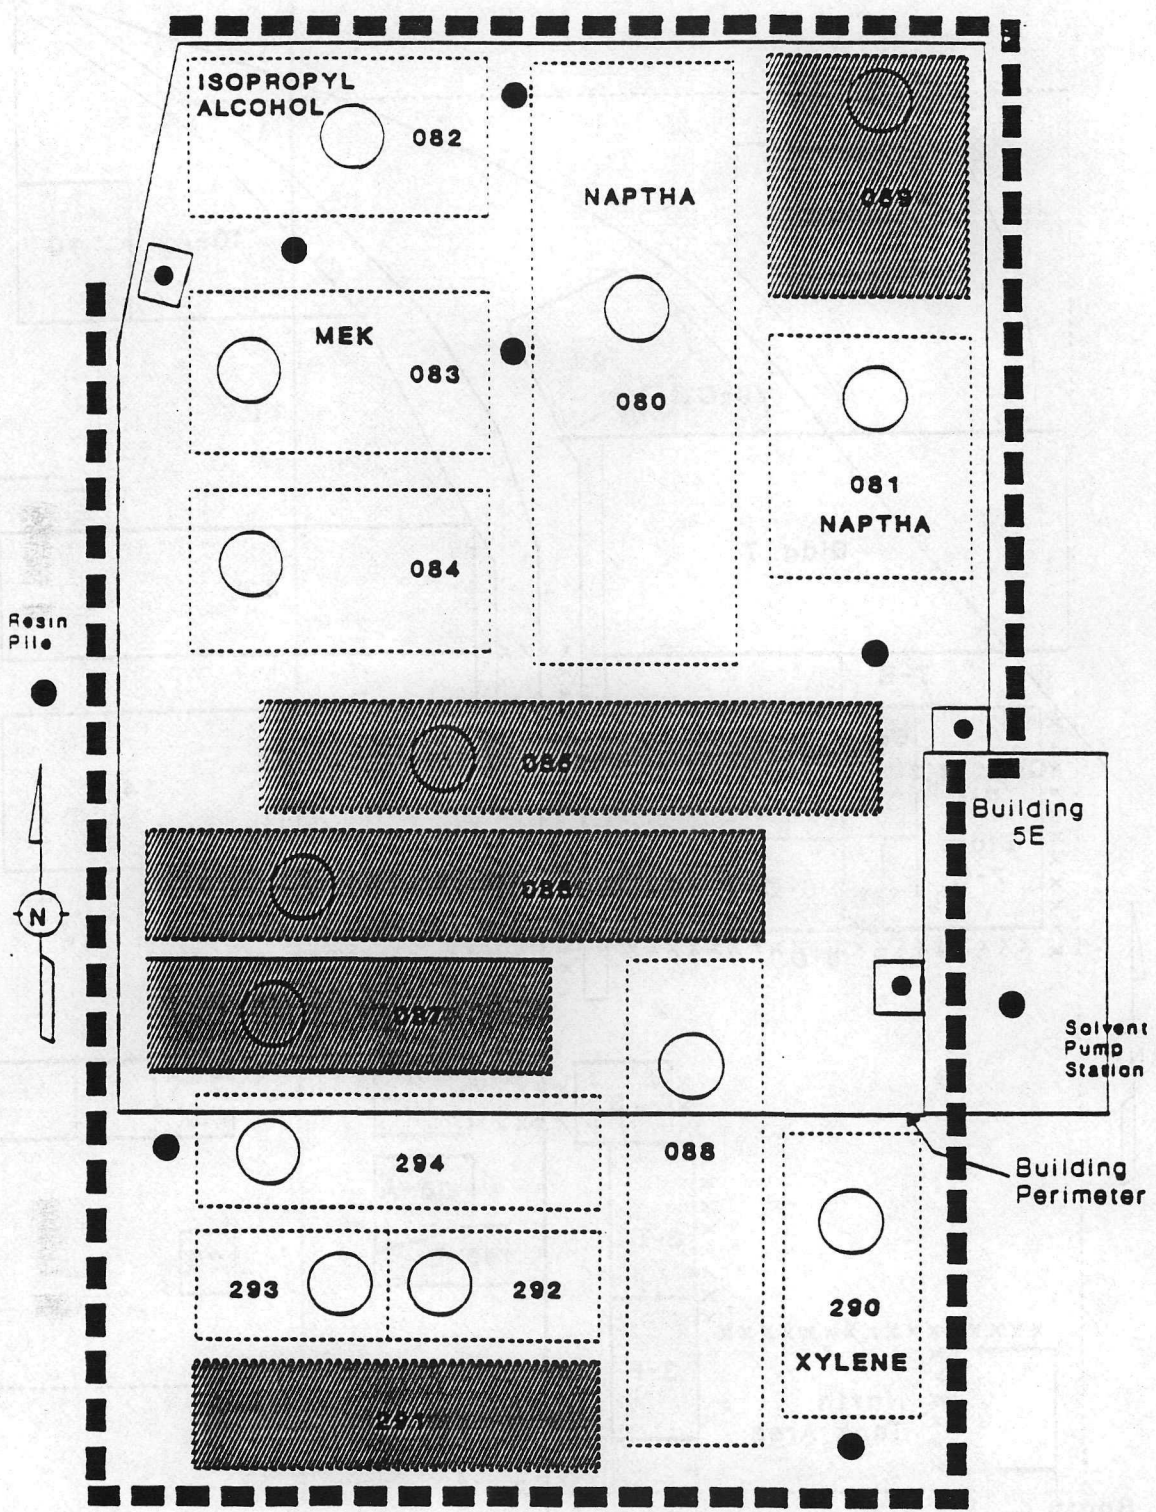 ISOPROPYL
ALCOHOL
082
NAPTHA
089
MEK
083
080
081
NAPTHA
084
Resin
Pile
085
Building
5E
086
N
087
Solvent
Pump
Station
088
294
Building
Perimeter
293
292
290
XYLENE
291